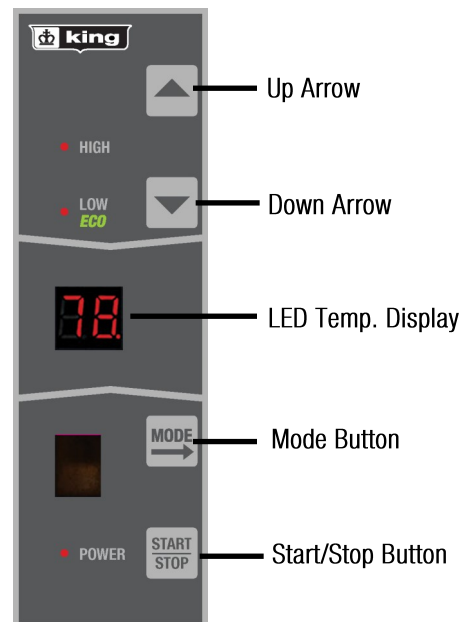 king
Up Arrow
HIGH
LOW
ECO
Down Arrow
78.
LED Temp. Display
MODE
Mode Button
POWER
START
STOP
Start/Stop Button